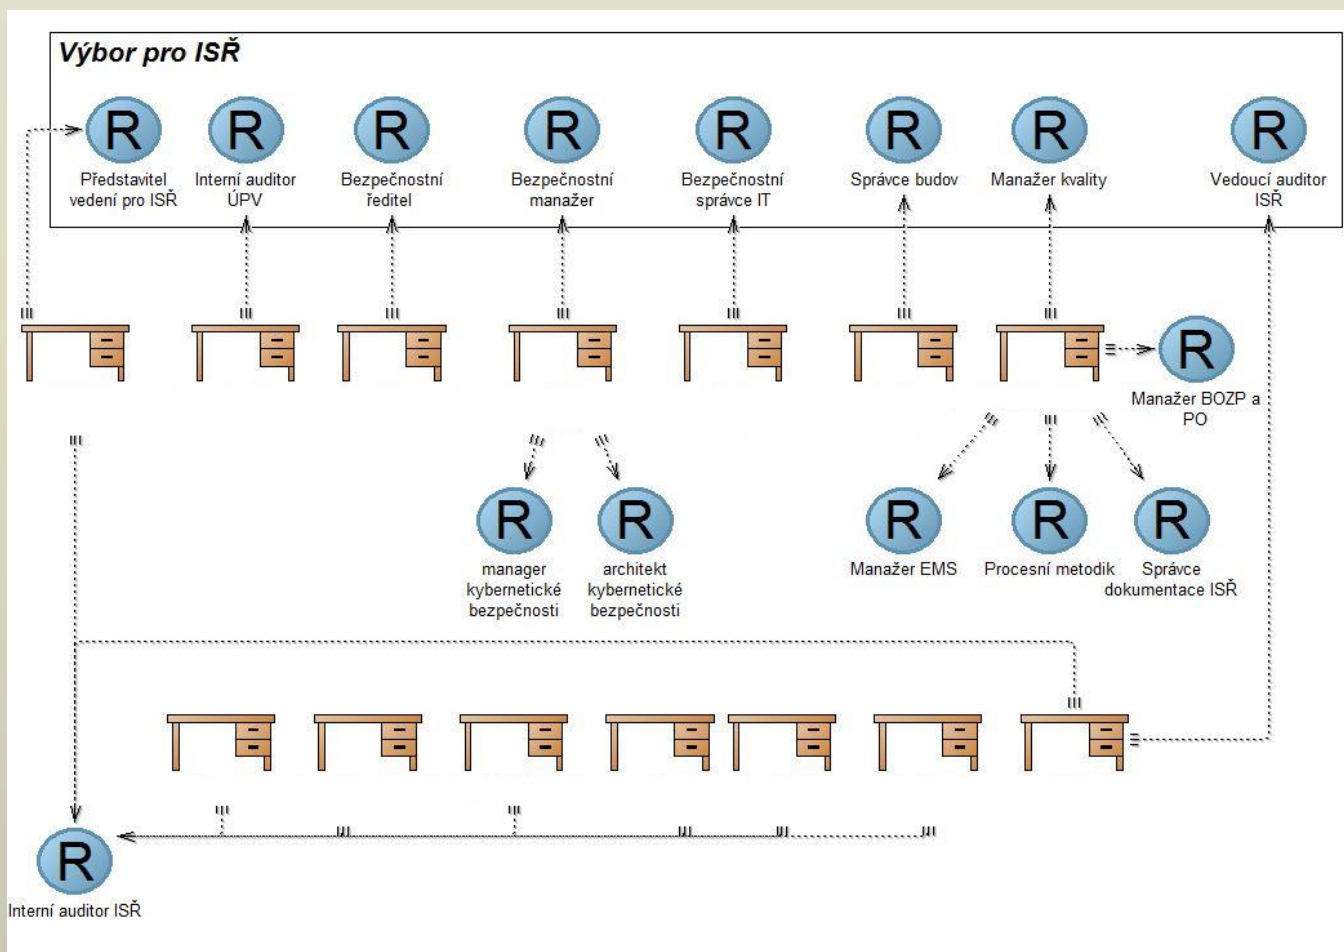 Výbor pro ISŘ
R
R
R
R
R
R
R
R
Představitel
vedení pro ISŘ
Interní auditor
ÚPV
Bezpečnostní
ředitel
Bezpečnostní
manažer
Bezpečnostní
správce IT
Správce budov
Manažer kvality
Vedoucí auditor
ISŘ
R
Manažer BOZP a
PO
R
manager
kybernetické
bezpečnosti
R
architekt
kybernetické
bezpečnosti
R
Manažer EMS
R
Procesní metodik
R
Správce
dokumentace ISŘ
R
Interní auditor ISŘ